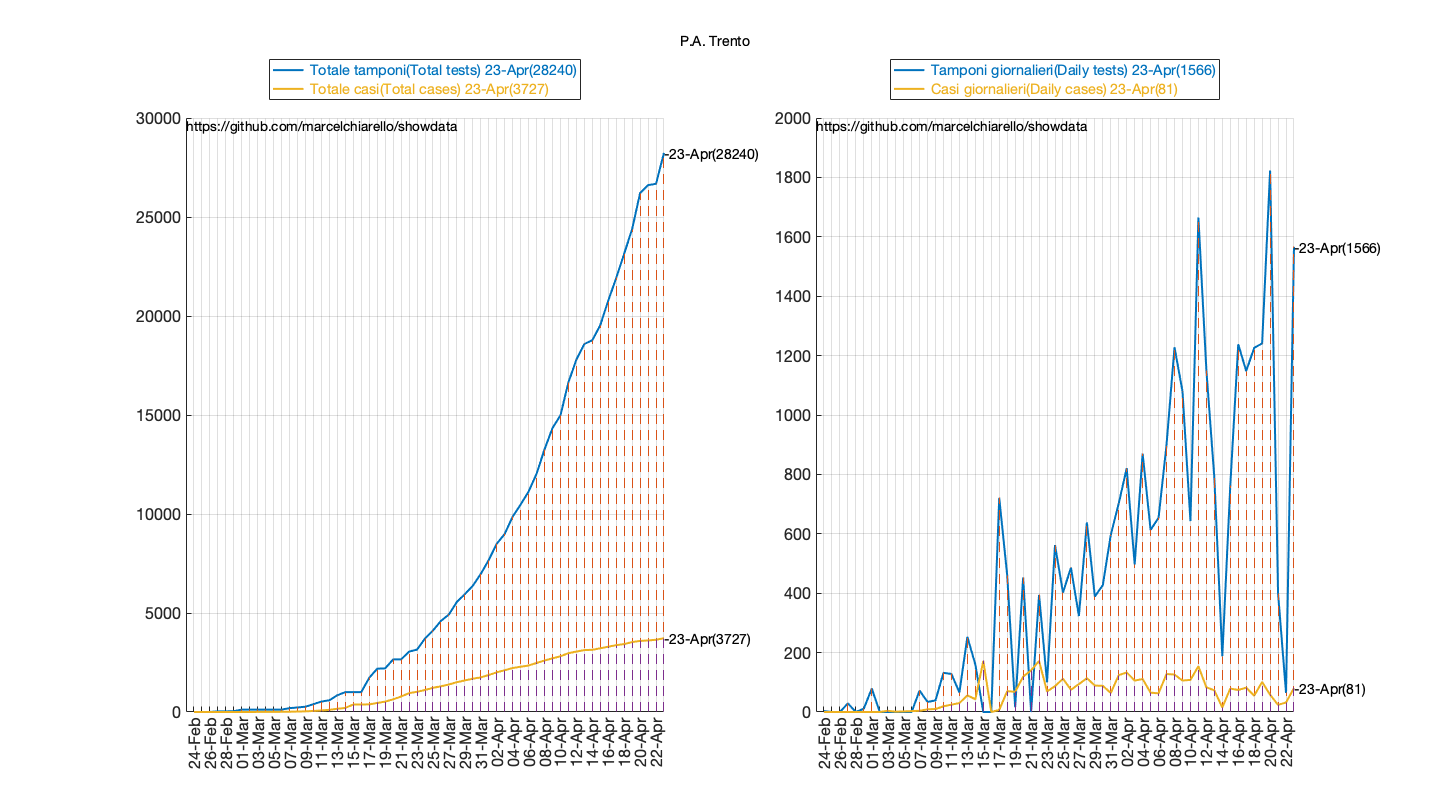 P.A. Trento
Totale tamponi(Total tests) 23-Apr(28240)
Totale casi(Total cases) 23-Apr(3727)
30000
25000
20000
15000
10000
5000
0
https://github.com/marcelchiarello/showdata
23-Apr(28240)
23-Apr(3727)
24-Feb
26-Feb
28-Feb
01-Mar
03-Mar
05-Mar
07-Mar
09-Mar
11-Mar
13-Mar
15-Mar
17-Mar
19-Mar
21-Mar
23-Mar
25-Mar
27-Mar
29-Mar
31-Mar
02-Apr
04-Apr
06-Apr
08-Apr
10-Apr
12-Apr
14-Apr
16-Apr
18-Apr
20-Apr
22-Apr
Tamponi giornalieri(Daily tests) 23-Apr(1566)
Casi giornalieri(Daily cases) 23-Apr(81)
2000
1800
1600
1400
1200
1000
800
600
400
200
0
https://github.com/marcelchiarello/showdata
23-Apr(1566)
23-Apr(81)
24-Feb
26-Feb
28-Feb
01-Mar
03-Mar
05-Mar
07-Mar
09-Mar
11-Mar
13-Mar
15-Mar
17-Mar
19-Mar
21-Mar
23-Mar
25-Mar
27-Mar
29-Mar
31-Mar
02-Apr
04-Apr
06-Apr
08-Apr
10-Apr
12-Apr
14-Apr
16-Apr
18-Apr
20-Apr
22-Apr